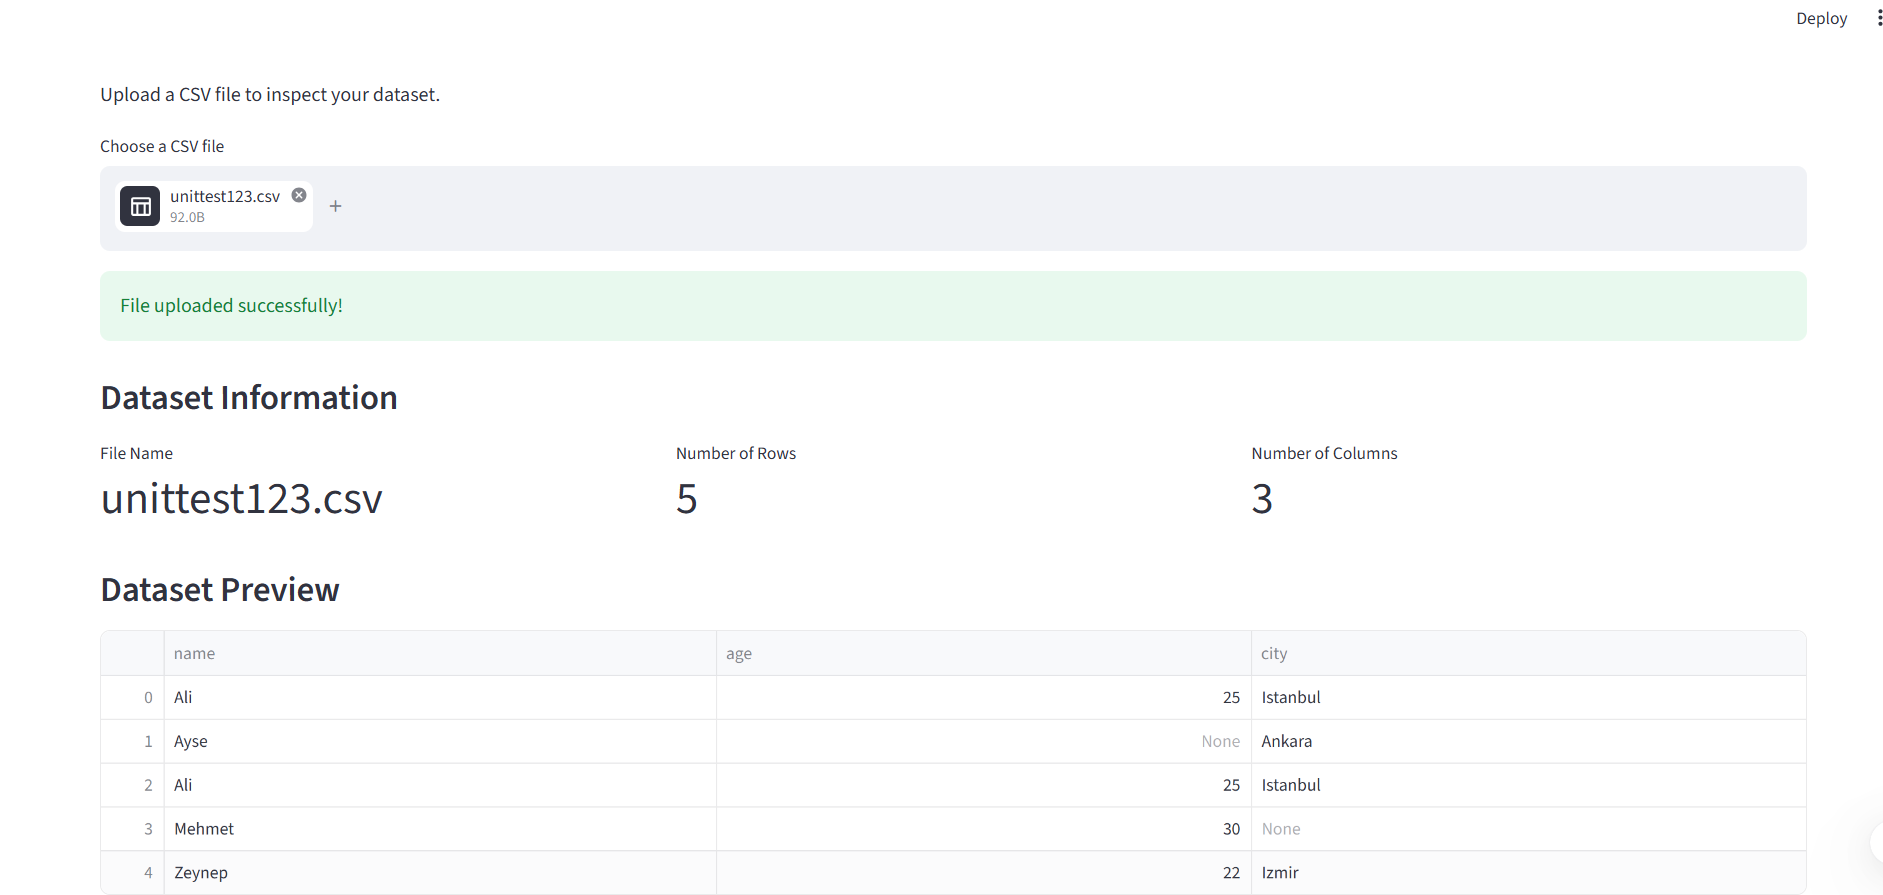 Deploy
Upload a CSV file to inspect your dataset.
Choose a CSV file
unittest123.csv
92.0B
File uploaded successfully!
Dataset Information
File Name Number of Rows Number of Columns
unittest123.csv 5 3
Dataset Preview
name age city
0 Ali 25 Istanbul
1 Ayse None Ankara
2 Ali 25 Istanbul
3 Mehmet 30 None
4 Zeynep 22 Izmir